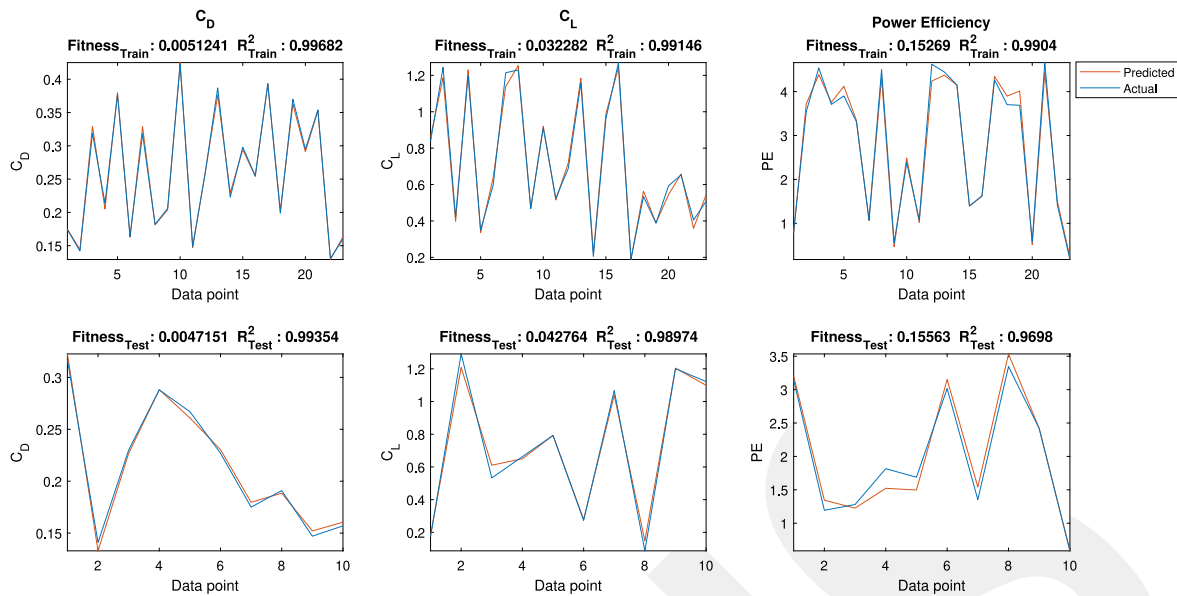 C_D
Fitness_Train: 0.0051241 R²_Train: 0.99682
0.4
0.35
0.3
0.25
0.2
0.15
C_D
5 10 15 20
Data point
C_L
Fitness_Train: 0.032282 R²_Train: 0.99146
1.2
1
0.8
0.6
0.4
0.2
C_L
5 10 15 20
Data point
Power Efficiency
Fitness_Train: 0.15269 R²_Train: 0.9904
4
3
2
1
PE
5 10 15 20
Data point
Predicted
Actual
Fitness_Test: 0.0047151 R²_Test: 0.99354
0.3
0.25
0.2
0.15
C_D
2 4 6 8 10
Data point
Fitness_Test: 0.042764 R²_Test: 0.98974
1.2
1
0.8
0.6
0.4
0.2
C_L
2 4 6 8 10
Data point
Fitness_Test: 0.15563 R²_Test: 0.9698
3.5
3
2.5
2
1.5
1
PE
2 4 6 8 10
Data point